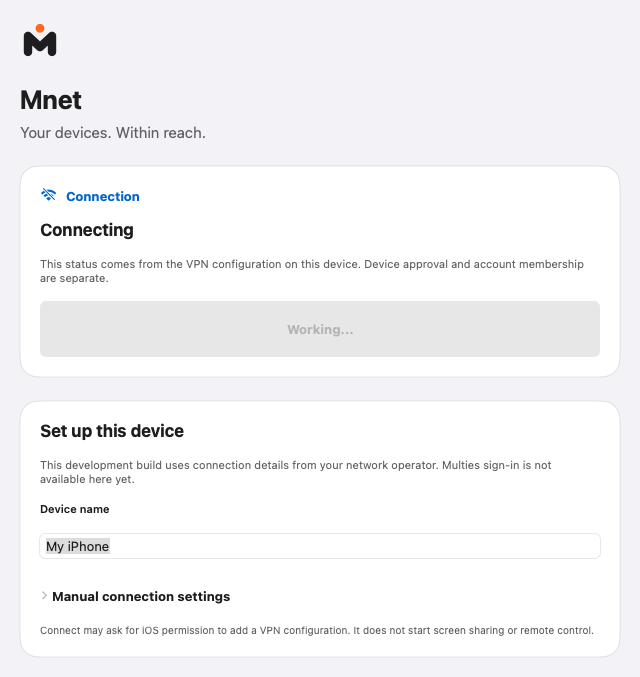 Mnet
Your devices. Within reach.
Connection
Connecting
This status comes from the VPN configuration on this device. Device approval and account membership
are separate.
Working...
Set up this device
This development build uses connection details from your network operator. Multies sign-in is not
available here yet.
Device name
My iPhone
Manual connection settings
Connect may ask for iOS permission to add a VPN configuration. It does not start screen sharing or remote control.